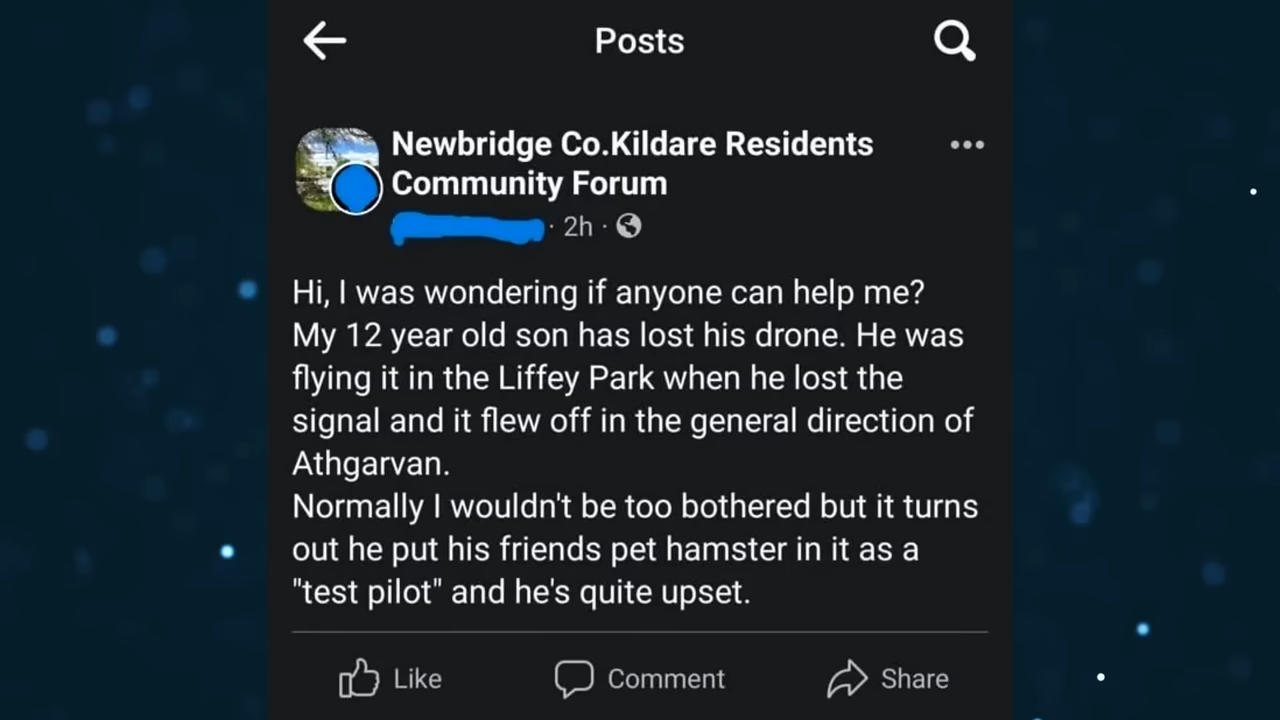 Posts
Newbridge Co.Kildare Residents
Community Forum
· 2h ·
Hi, I was wondering if anyone can help me?
My 12 year old son has lost his drone. He was
flying it in the Liffey Park when he lost the
signal and it flew off in the general direction of
Athgarvan.
Normally I wouldn't be too bothered but it turns
out he put his friends pet hamster in it as a
"test pilot" and he's quite upset.
Like
Comment
Share